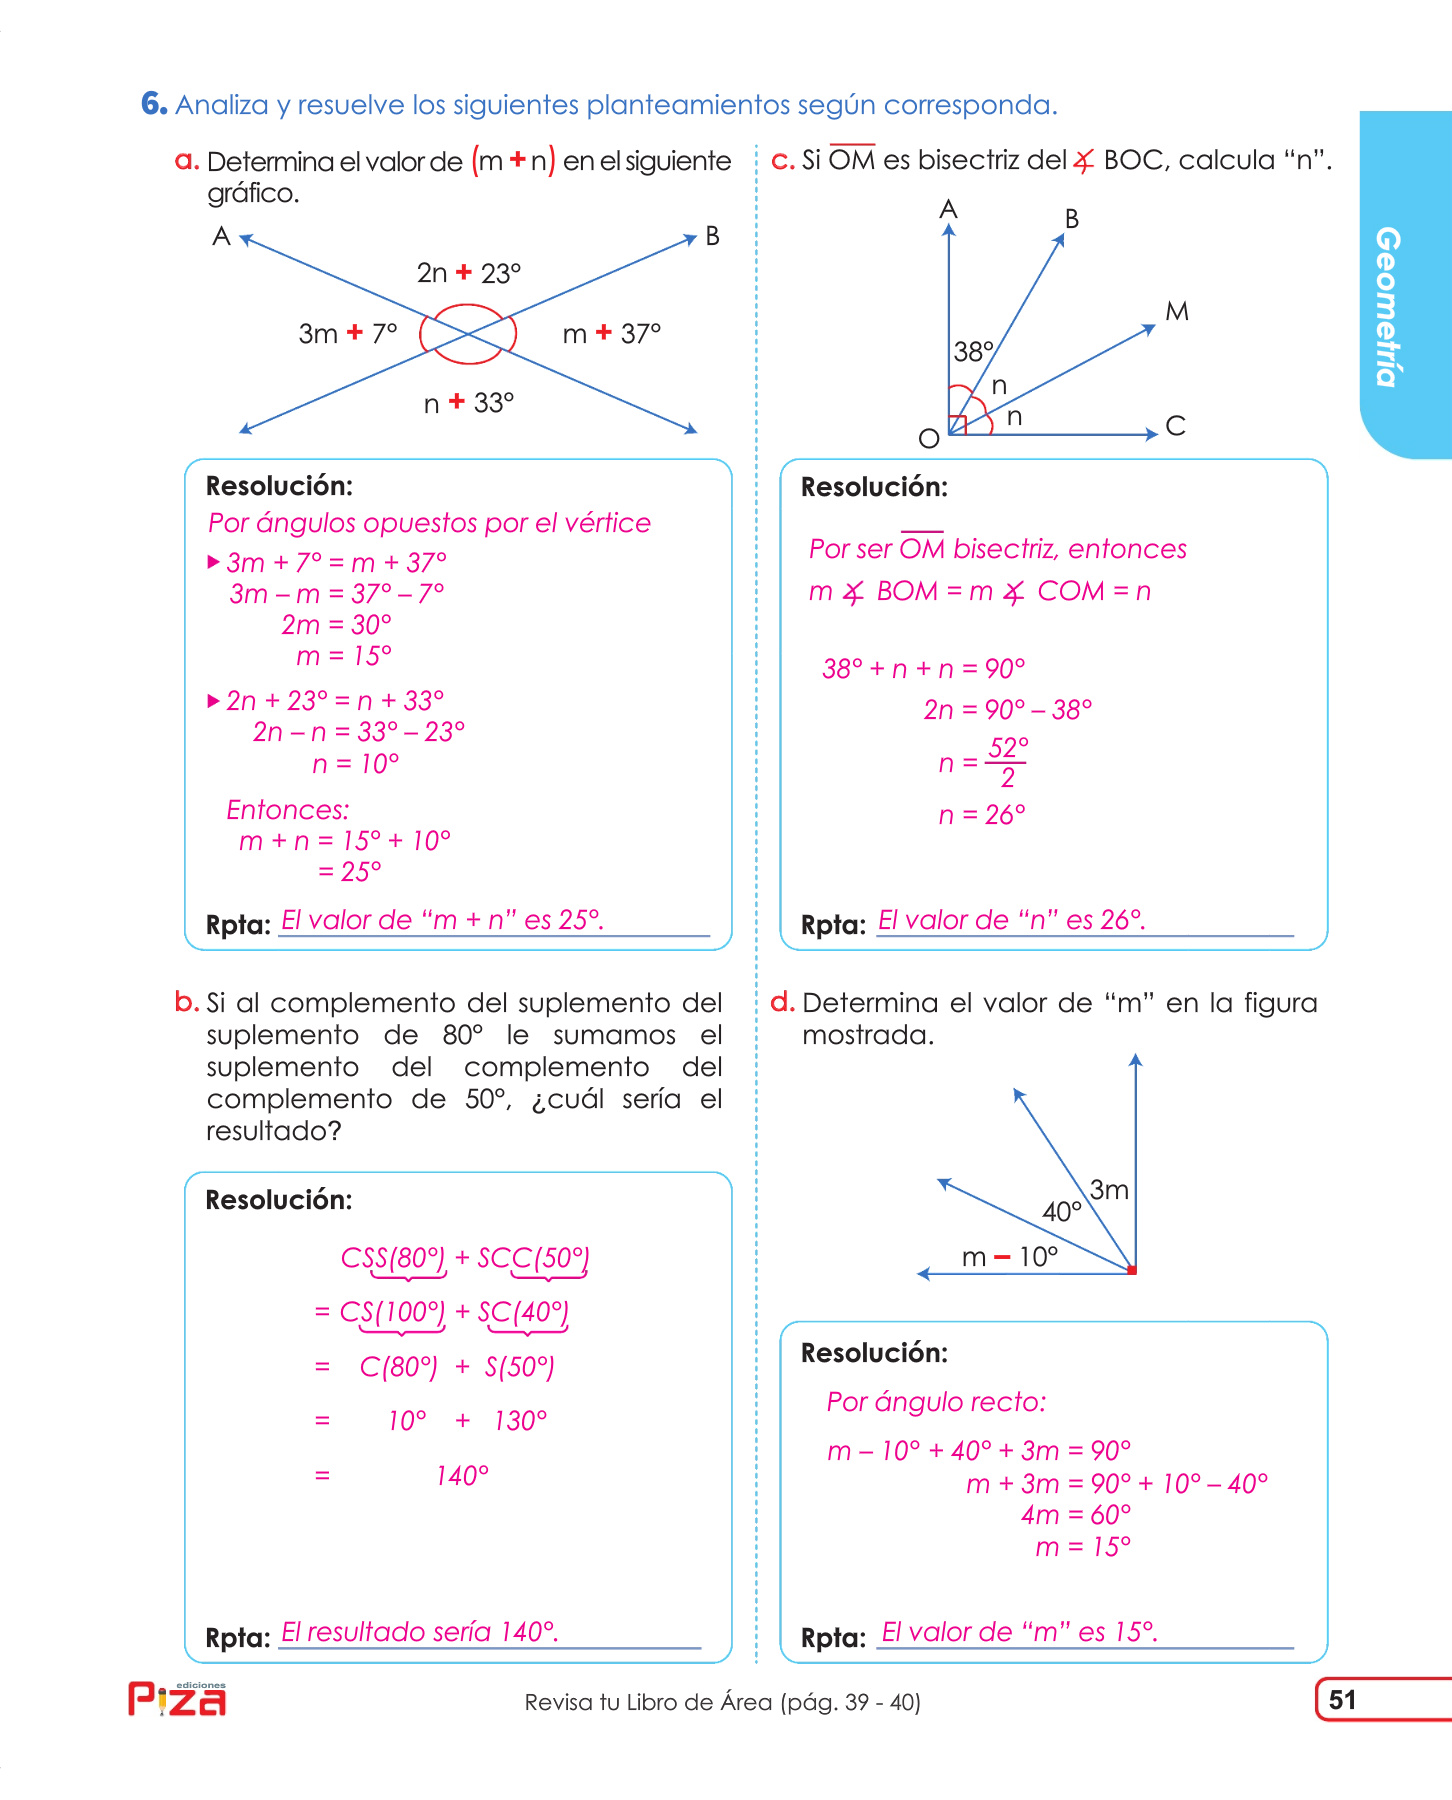 6. Analiza y resuelve los siguientes planteamientos según corresponda.
a. Determina el valor de (m + n) en el siguiente
gráfico.
A
B
2n + 23°
3m + 7°
m + 37°
n + 33°
Resolución:
Por ángulos opuestos por el vértice
▶ 3m + 7° = m + 37°
3m – m = 37° – 7°
2m = 30°
m = 15°
▶ 2n + 23° = n + 33°
2n – n = 33° – 23°
n = 10°
Entonces:
m + n = 15° + 10°
= 25°
Rpta: El valor de “m + n” es 25°.
b. Si al complemento del suplemento del
suplemento de 80° le sumamos el
suplemento del complemento del
complemento de 50°, ¿cuál sería el
resultado?
Resolución:
CSS(80°) + SCC(50°)
= CS(100°) + SC(40°)
= C(80°) + S(50°)
= 10° + 130°
= 140°
Rpta: El resultado sería 140°.
c. Si OM es bisectriz del ∡ BOC, calcula “n”.
A
B
M
38°
n
n
C
O
Resolución:
Por ser OM bisectriz, entonces
m ∡ BOM = m ∡ COM = n
38° + n + n = 90°
2n = 90° – 38°
n = 52°/2
n = 26°
Rpta: El valor de “n” es 26°.
d. Determina el valor de “m” en la figura
mostrada.
3m
40°
m – 10°
Resolución:
Por ángulo recto:
m – 10° + 40° + 3m = 90°
m + 3m = 90° + 10° – 40°
4m = 60°
m = 15°
Rpta: El valor de “m” es 15°.
Geometría
ediciones
Piza
Revisa tu Libro de Área (pág. 39 - 40)
51